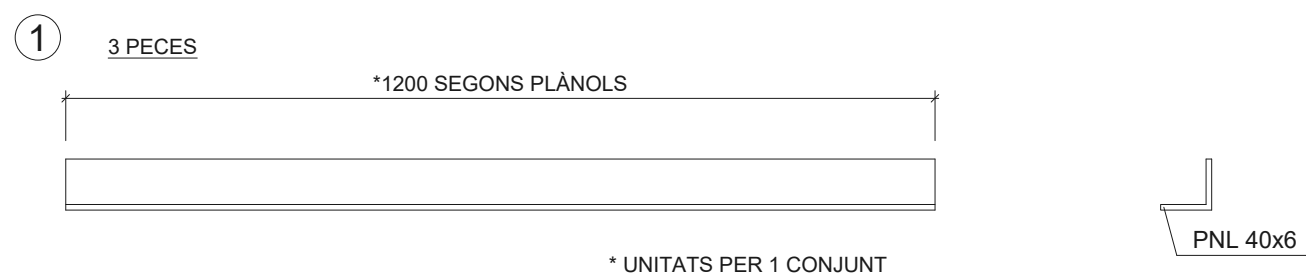 1
3 PECES
*1200 SEGONS PLÀNOLS
PNL 40x6
* UNITATS PER 1 CONJUNT